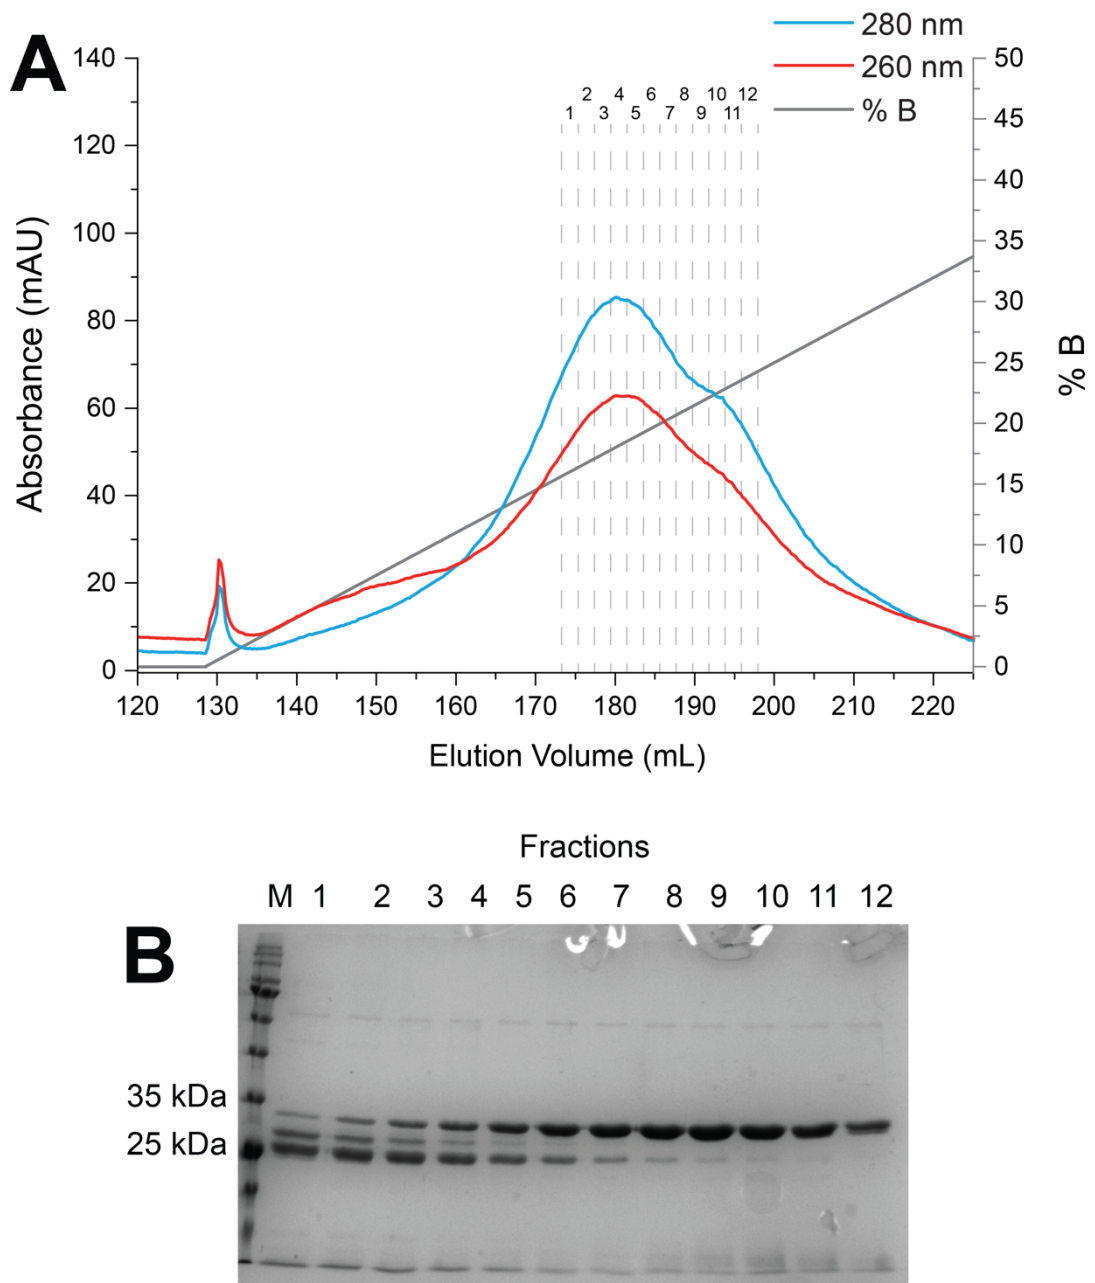 A
280 nm
260 nm
% B
140
120
100
80
60
40
20
0
Absorbance (mAU)
2 4 6 8 10 12
1 3 5 7 9 11
50
45
40
35
30
25
20
15
10
5
0
% B
120 130 140 150 160 170 180 190 200 210 220
Elution Volume (mL)
Fractions
M 1 2 3 4 5 6 7 8 9 10 11 12
B
35 kDa
25 kDa